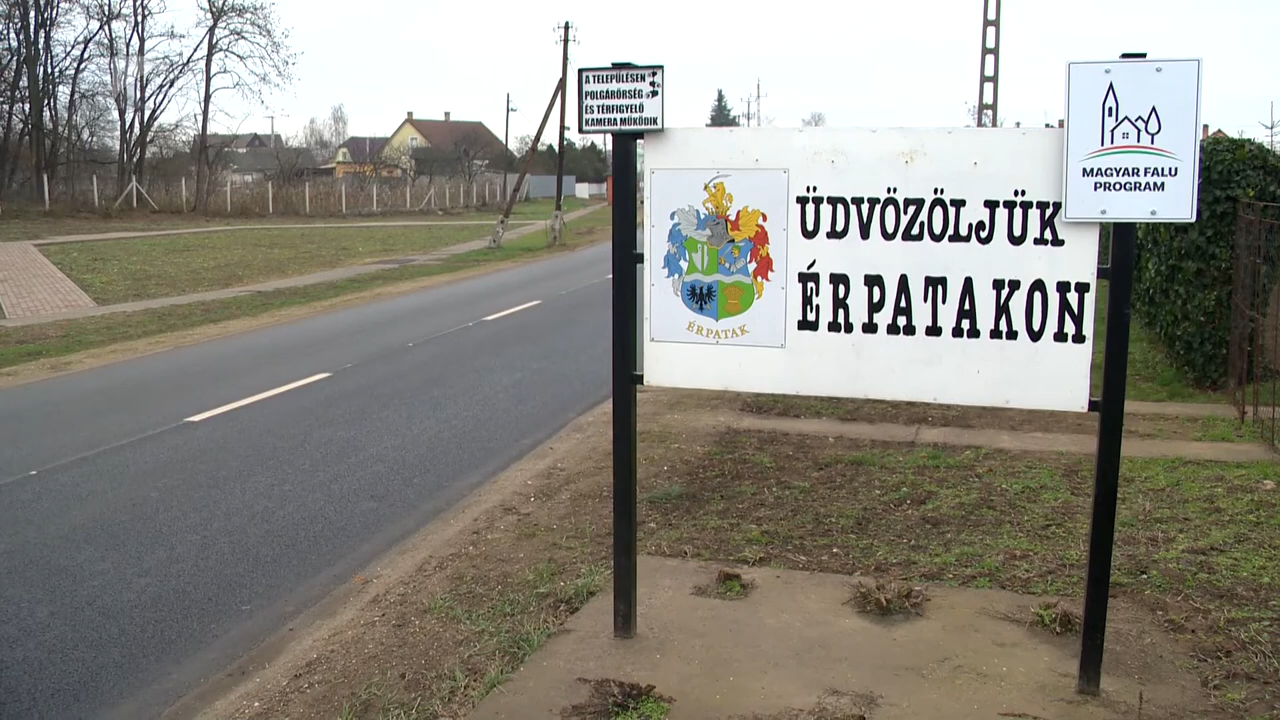 A TELEPÜLÉSEN
POLGÁRŐRSÉG
ÉS TÉRFIGYELŐ
KAMERA MŰKÖDIK
MAGYAR FALU
PROGRAM
ÜDVÖZÖLJÜK
ÉRPATAKON
ÉRPATAK